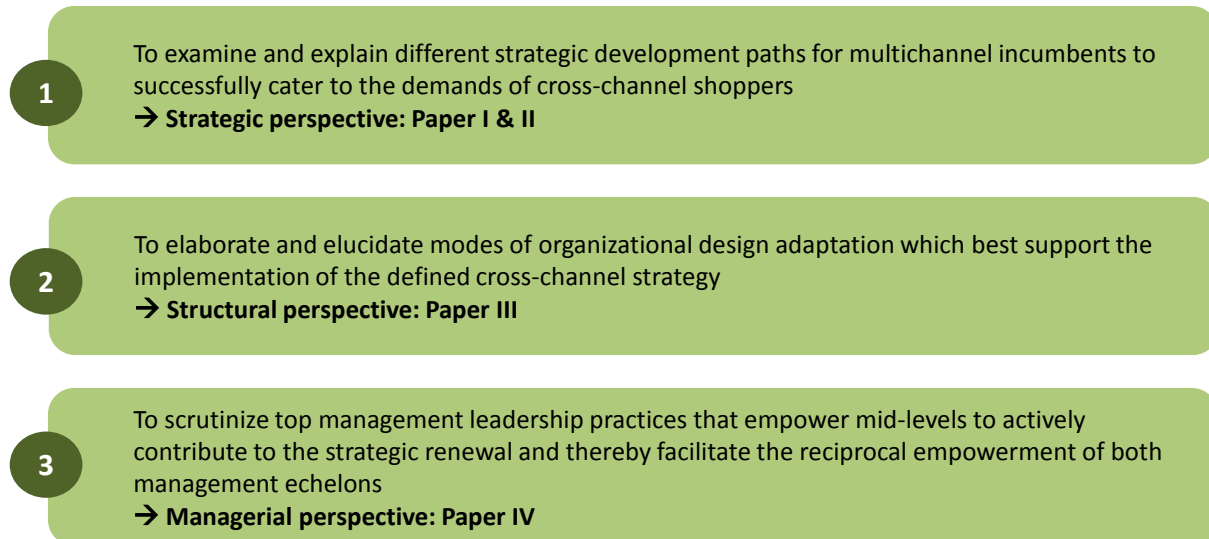 1
To examine and explain different strategic development paths for multichannel incumbents to
successfully cater to the demands of cross-channel shoppers
→ Strategic perspective: Paper I & II
2
To elaborate and elucidate modes of organizational design adaptation which best support the
implementation of the defined cross-channel strategy
→ Structural perspective: Paper III
3
To scrutinize top management leadership practices that empower mid-levels to actively
contribute to the strategic renewal and thereby facilitate the reciprocal empowerment of both
management echelons
→ Managerial perspective: Paper IV